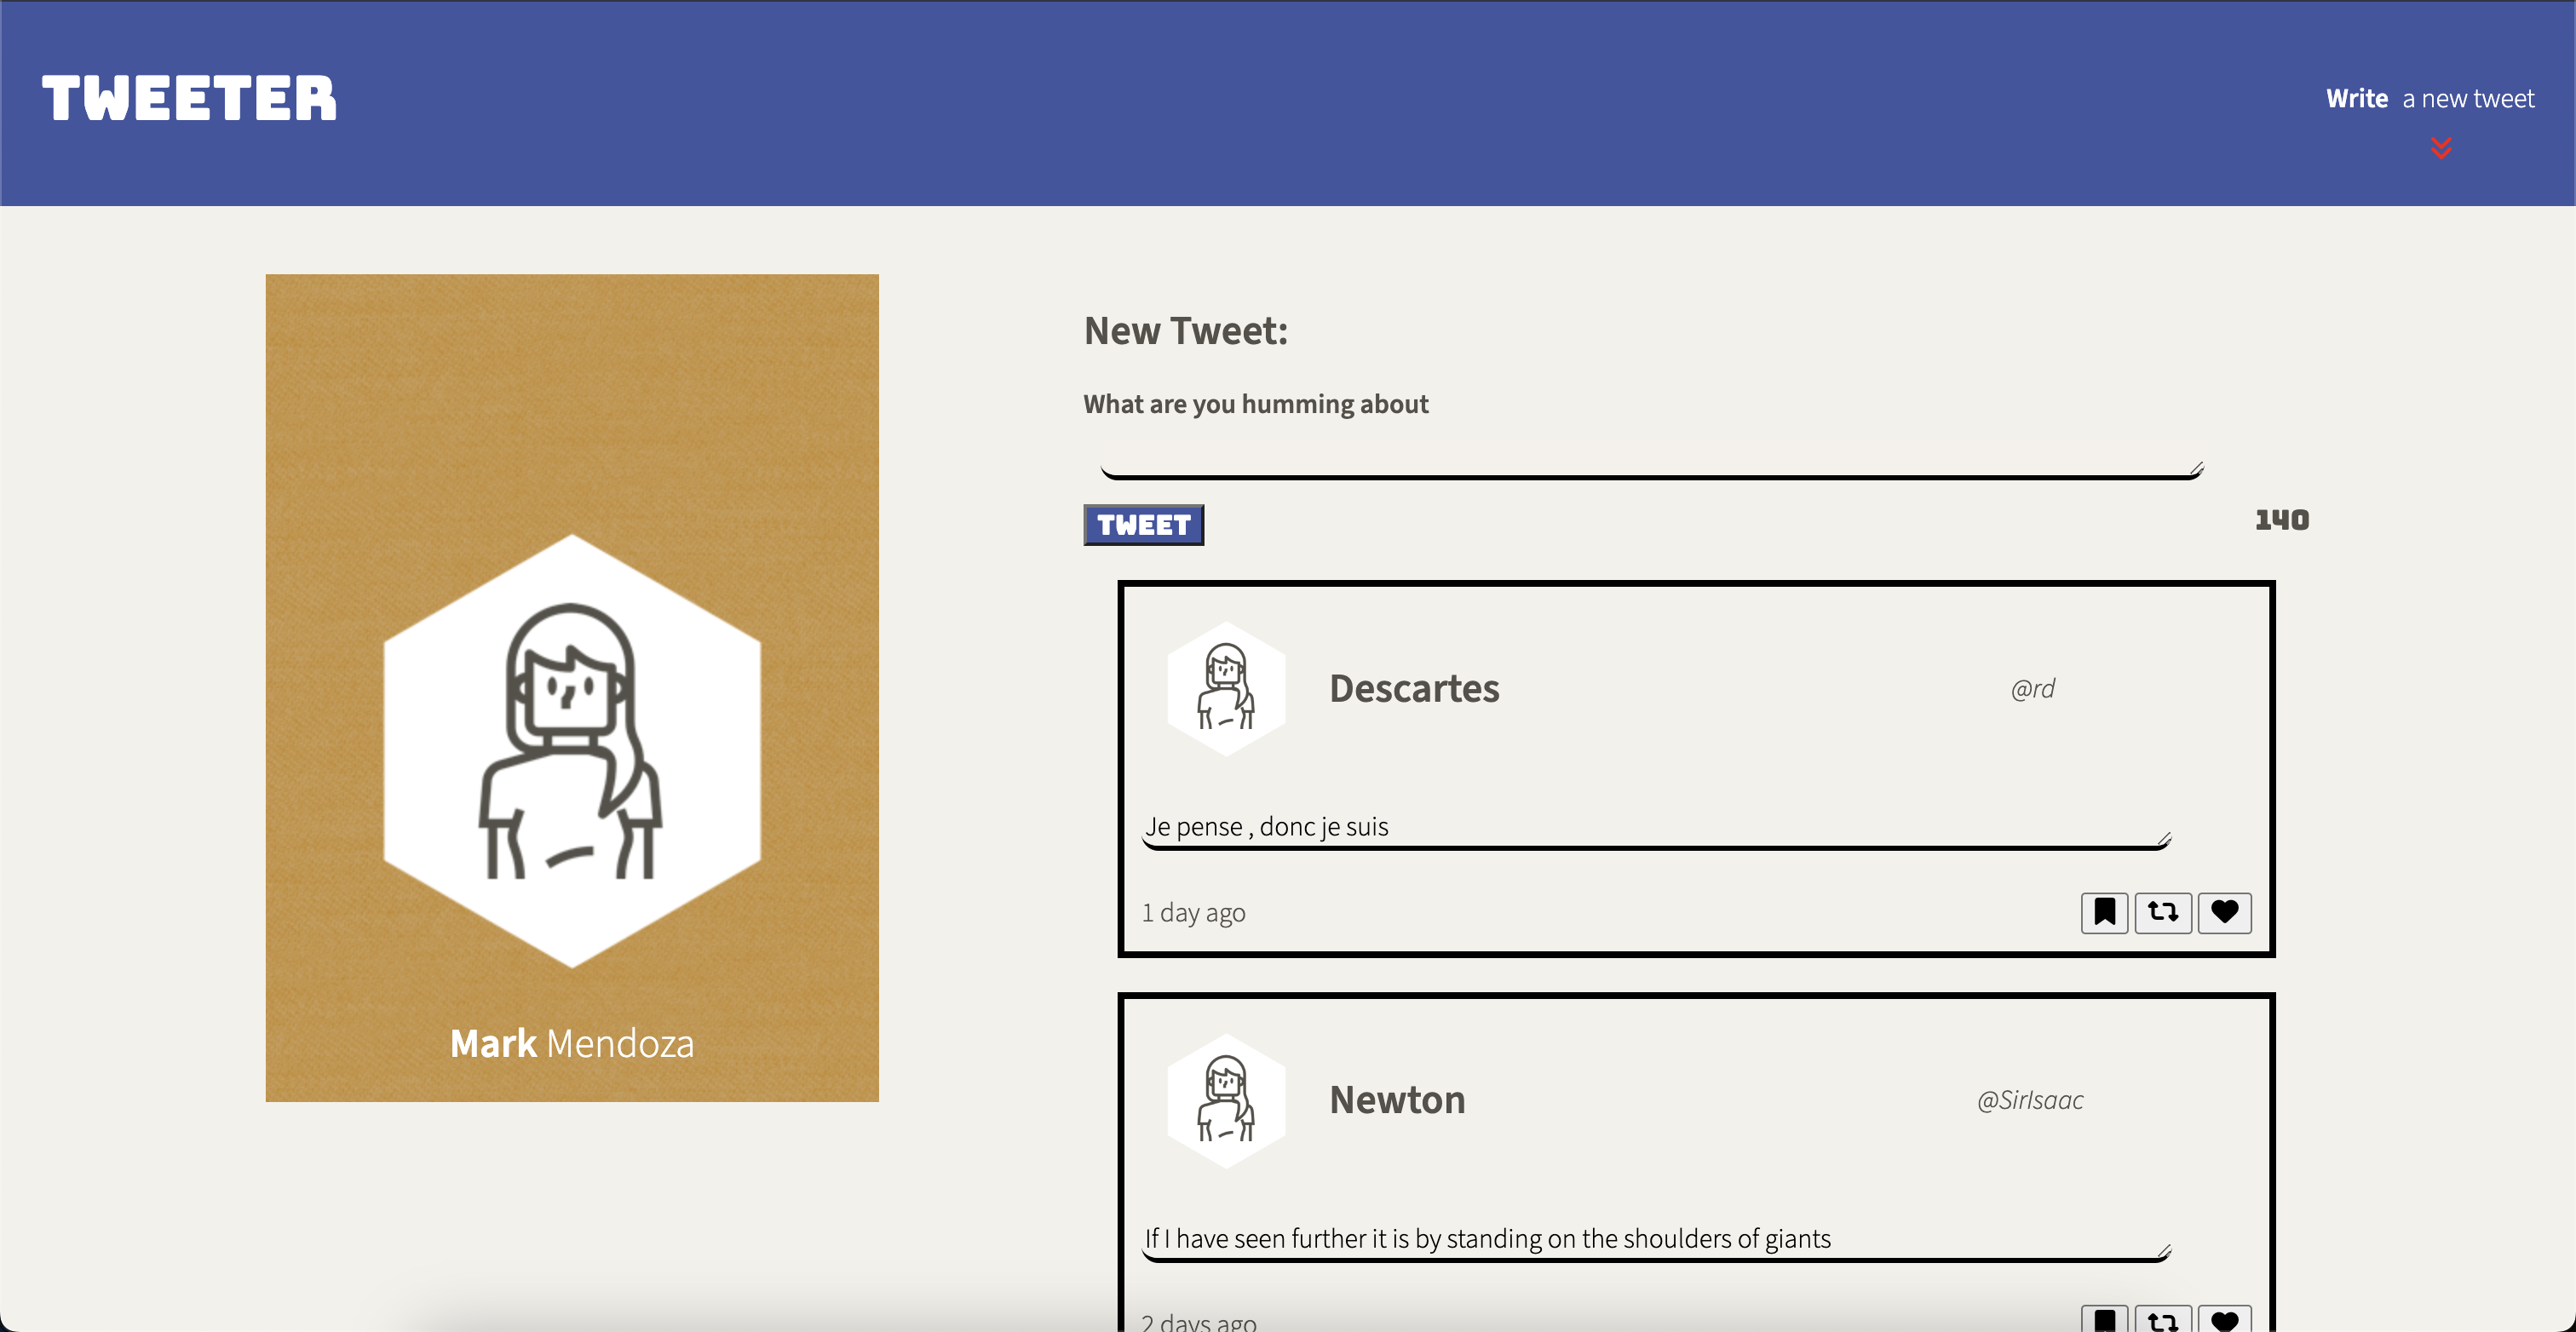 TWEETER
Write a new tweet
Mark Mendoza
New Tweet:
What are you humming about
TWEET
140
Descartes
@rd
Je pense , donc je suis
1 day ago
Newton
@SirIsaac
If I have seen further it is by standing on the shoulders of giants
2 days ago